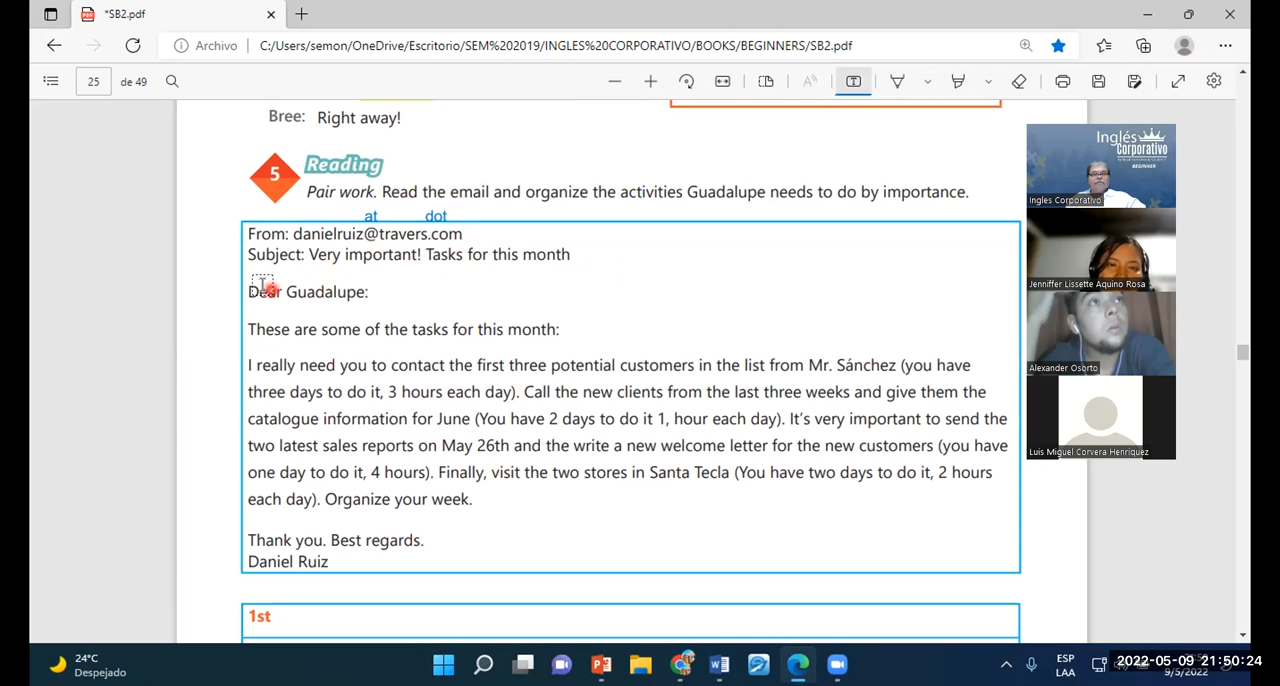 *SB2.pdf
Archivo
C:/Users/semon/OneDrive/Escritorio/SEM%202019/INGLES%20CORPORATIVO/BOOKS/BEGINNERS/SB2.pdf
25 de 49
Bree: Right away!
5 Reading
Pair work. Read the email and organize the activities Guadalupe needs to do by importance.
at dot
From: danielruiz@travers.com
Subject: Very important! Tasks for this month
Dear Guadalupe:
These are some of the tasks for this month:
I really need you to contact the first three potential customers in the list from Mr. Sánchez (you have
three days to do it, 3 hours each day). Call the new clients from the last three weeks and give them the
catalogue information for June (You have 2 days to do it 1, hour each day). It's very important to send the
two latest sales reports on May 26th and the write a new welcome letter for the new customers (you have
one day to do it, 4 hours). Finally, visit the two stores in Santa Tecla (You have two days to do it, 2 hours
each day). Organize your week.
Thank you. Best regards.
Daniel Ruiz
1st
Inglés
Corporativo
BEGINNER
Ingles Corporativo
Jenniffer Lissette Aquino Rosa
Alexander Osorto
Luis Miguel Corvera Henriquez
24°C
Despejado
ESP
LAA
2022-05-09 21:50:24
9/5/2022